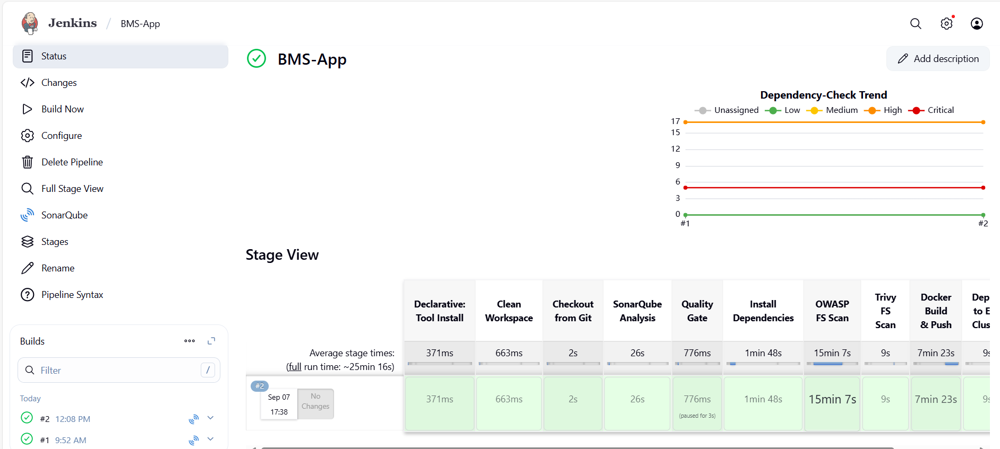 Jenkins / BMS-App
Status
Changes
Build Now
Configure
Delete Pipeline
Full Stage View
SonarQube
Stages
Rename
Pipeline Syntax
Builds
Filter /
Today
#2 12:08 PM
#1 9:52 AM
BMS-App
Add description
Dependency-Check Trend
Unassigned Low Medium High Critical
17
15
12
9
6
3
0
#1 #2
Stage View
Declarative: Tool Install
Clean Workspace
Checkout from Git
SonarQube Analysis
Quality Gate
Install Dependencies
OWASP FS Scan
Trivy FS Scan
Docker Build & Push
Dep
to E
Clus
Average stage times: 371ms 663ms 2s 26s 776ms 1min 48s 15min 7s 9s 7min 23s 9s
(full run time: ~25min 16s)
#2
Sep 07
17:38
No Changes
371ms 663ms 2s 26s 776ms 1min 48s 15min 7s 9s 7min 23s 9s
(paused for 3s)